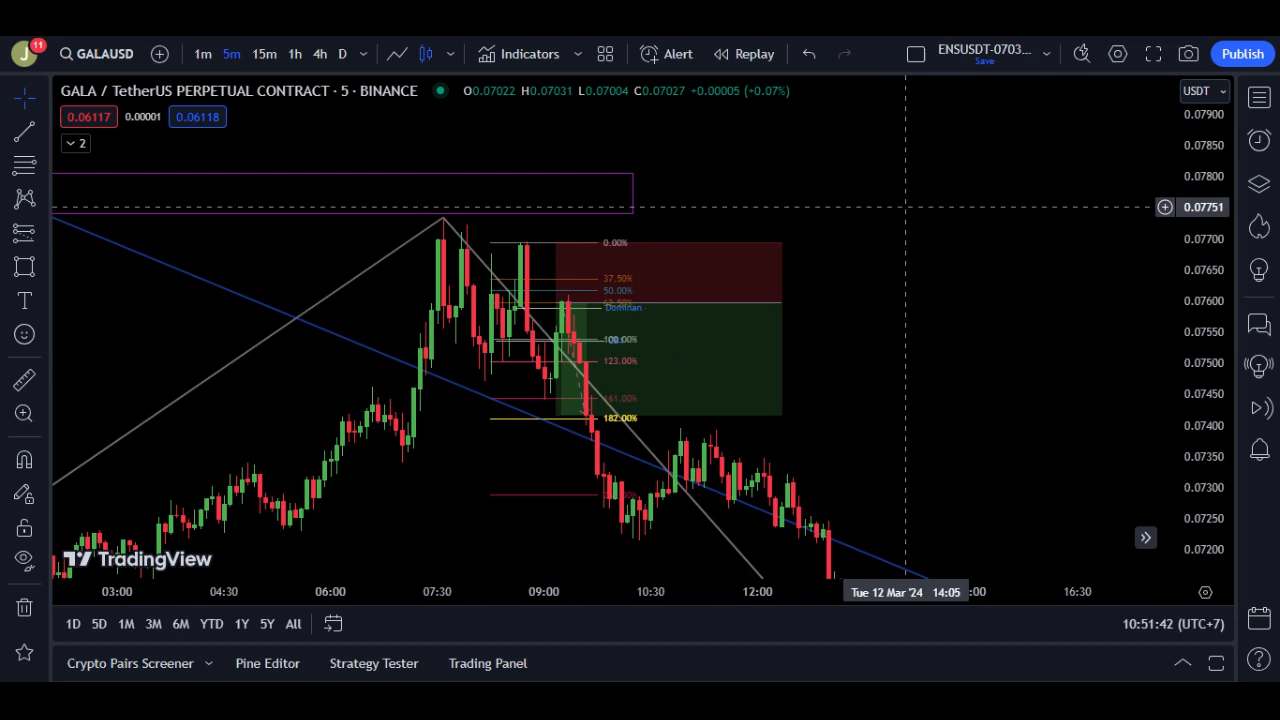 J 11 GALAUSD 1m 5m 15m 1h 4h D Indicators Alert Replay ENSUSDT-0703... Save Publish
GALA / TetherUS PERPETUAL CONTRACT · 5 · BINANCE O0.07022 H0.07031 L0.07004 C0.07027 +0.00005 (+0.07%) USDT
0.06117 0.00001 0.06118
2
0.07900
0.07850
0.07800
0.07751
0.07700
0.07650
0.07600
0.07550
0.07500
0.07450
0.07400
0.07350
0.07300
0.07250
0.07200
0.00%
37.50%
50.00%
Dominan
100.00%
123.00%
161.00%
182.00%
TradingView
03:00 04:30 06:00 07:30 09:00 10:30 12:00 Tue 12 Mar '24 14:05 :00 16:30
1D 5D 1M 3M 6M YTD 1Y 5Y All 10:51:42 (UTC+7)
Crypto Pairs Screener Pine Editor Strategy Tester Trading Panel